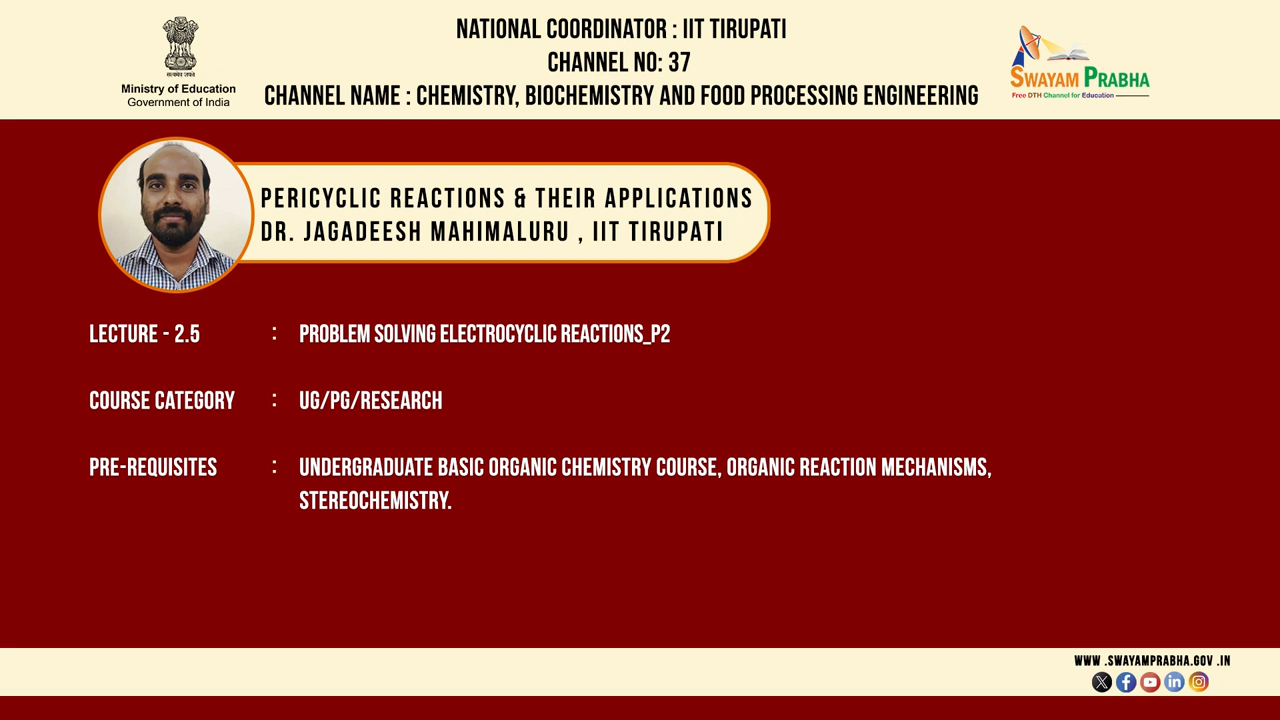 NATIONAL COORDINATOR : IIT TIRUPATI
CHANNEL NO: 37
CHANNEL NAME : CHEMISTRY, BIOCHEMISTRY AND FOOD PROCESSING ENGINEERING
सत्यमेव जयते
Ministry of Education
Government of India
SWAYAM PRABHA
Free DTH Channel for Education
PERICYCLIC REACTIONS & THEIR APPLICATIONS
DR. JAGADEESH MAHIMALURU , IIT TIRUPATI
LECTURE - 2.5 : PROBLEM SOLVING ELECTROCYCLIC REACTIONS_P2
COURSE CATEGORY : UG/PG/RESEARCH
PRE-REQUISITES : UNDERGRADUATE BASIC ORGANIC CHEMISTRY COURSE, ORGANIC REACTION MECHANISMS,
STEREOCHEMISTRY.
WWW .SWAYAMPRABHA.GOV .IN